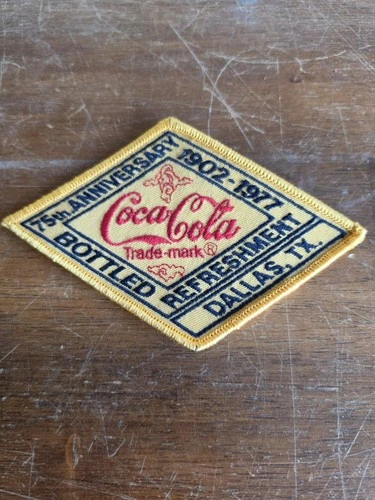 75th. ANNIVERSARY
1902-1977
Coca-Cola
Trade-mark®
BOTTLED
REFRESHMENT
DALLAS, TX.